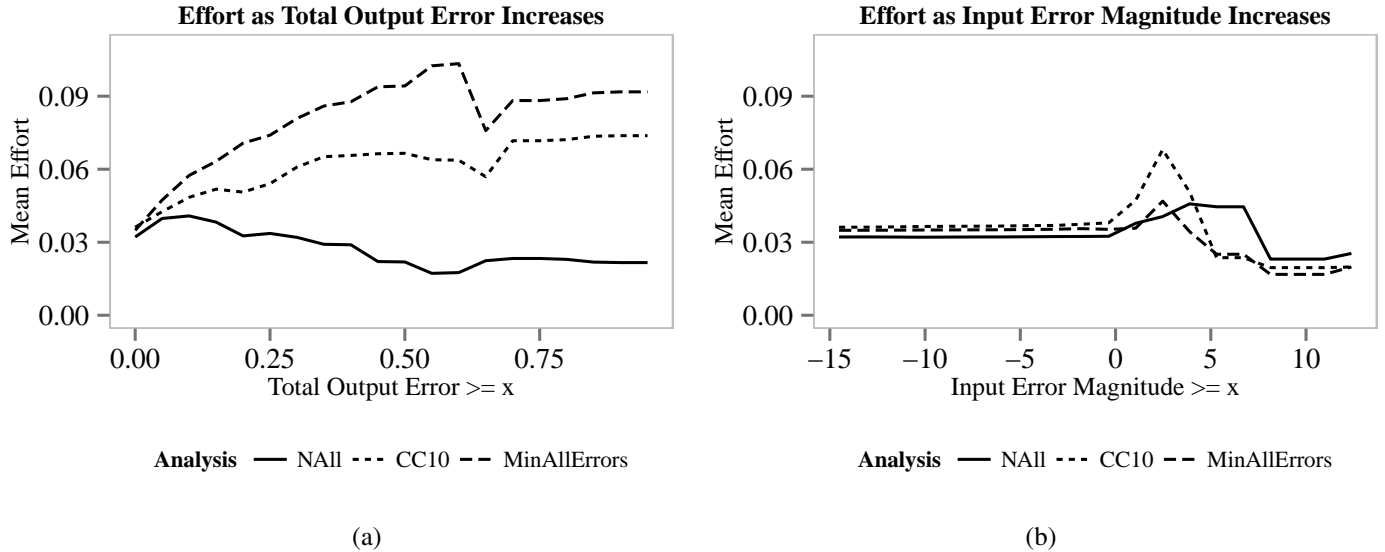 Effort as Total Output Error Increases
Mean Effort
0.09
0.06
0.03
0.00
0.00 0.25 0.50 0.75
Total Output Error >= x
Analysis NAll CC10 MinAllErrors
(a)
Effort as Input Error Magnitude Increases
Mean Effort
0.09
0.06
0.03
0.00
−15 −10 −5 0 5 10
Input Error Magnitude >= x
Analysis NAll CC10 MinAllErrors
(b)